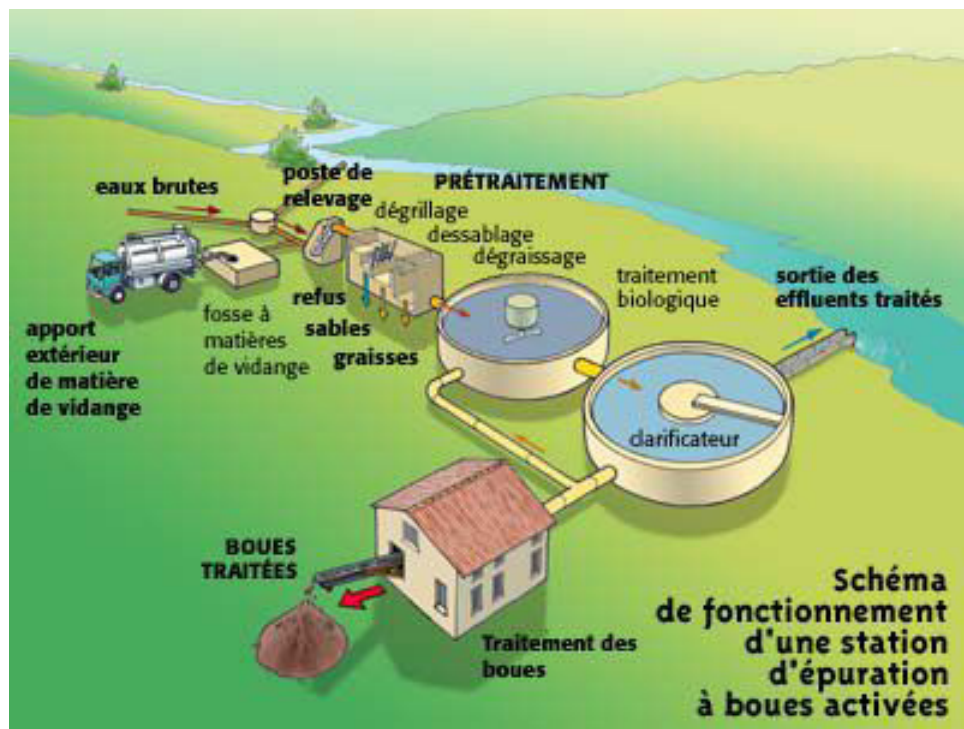 eaux brutes
poste de
relevage
PRÉTRAITEMENT
dégrillage
dessablage
dégraissage
traitement
biologique
sortie des
effluents traités
apport
extérieur
de matière
de vidange
fosse à
matières
de vidange
refus
sables
graisses
clarificateur
BOUES
TRAITÉES
Traitement des
boues
Schéma
de fonctionnement
d'une station
d'épuration
à boues activées